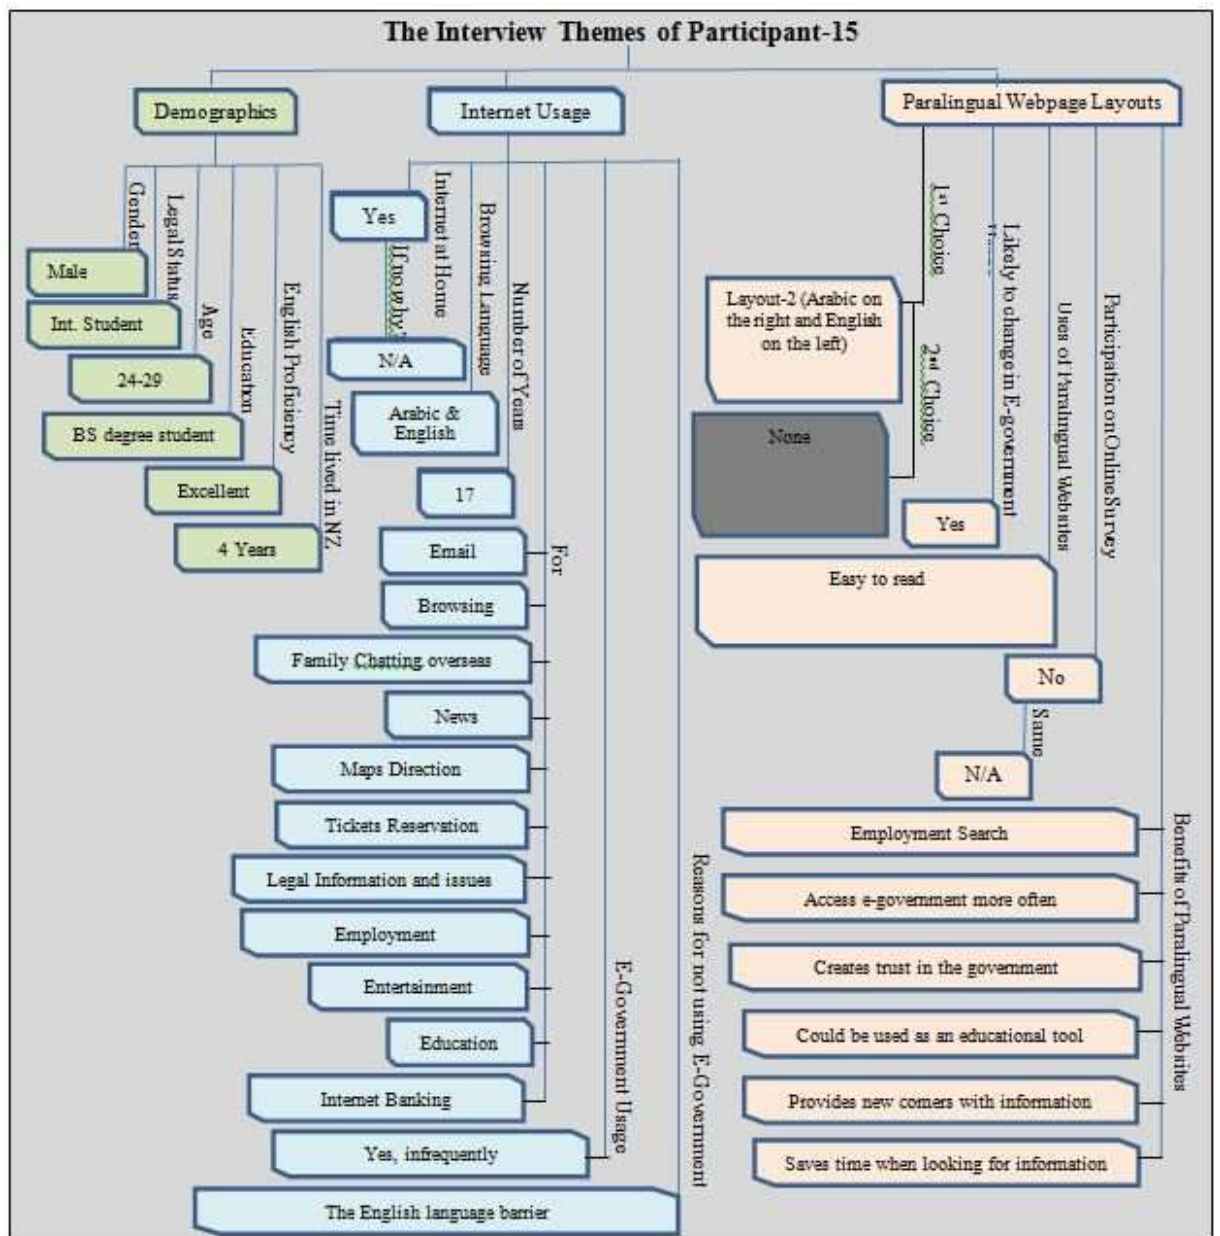 The Interview Themes of Participant-15
Demographics
Internet Usage
Paralingual Webpage Layouts
Gender
Male
Legal Status
Int. Student
Age
24-29
Education
BS degree student
English Proficiency
Excellent
Time lived in NZ
4 Years
Internet at Home
Yes
If no why?
N/A
Browsing Language
Arabic &
English
Number of Years
17
For
Email
Browsing
Family Chatting overseas
News
Maps Direction
Tickets Reservation
Legal Information and issues
Employment
Entertainment
Education
Internet Banking
E-Government Usage
Yes, infrequently
Reasons for not using E-Government
The English language barrier
1st Choice
Layout-2 (Arabic on
the right and English
on the left)
2nd Choice
None
Likely to change in E-government
Yes
Uses of Paralingual Websites
Easy to read
Participation on Online Survey
No
Same
N/A
Benefits of Paralingual Websites
Employment Search
Access e-government more often
Creates trust in the government
Could be used as an educational tool
Provides new comers with information
Saves time when looking for information